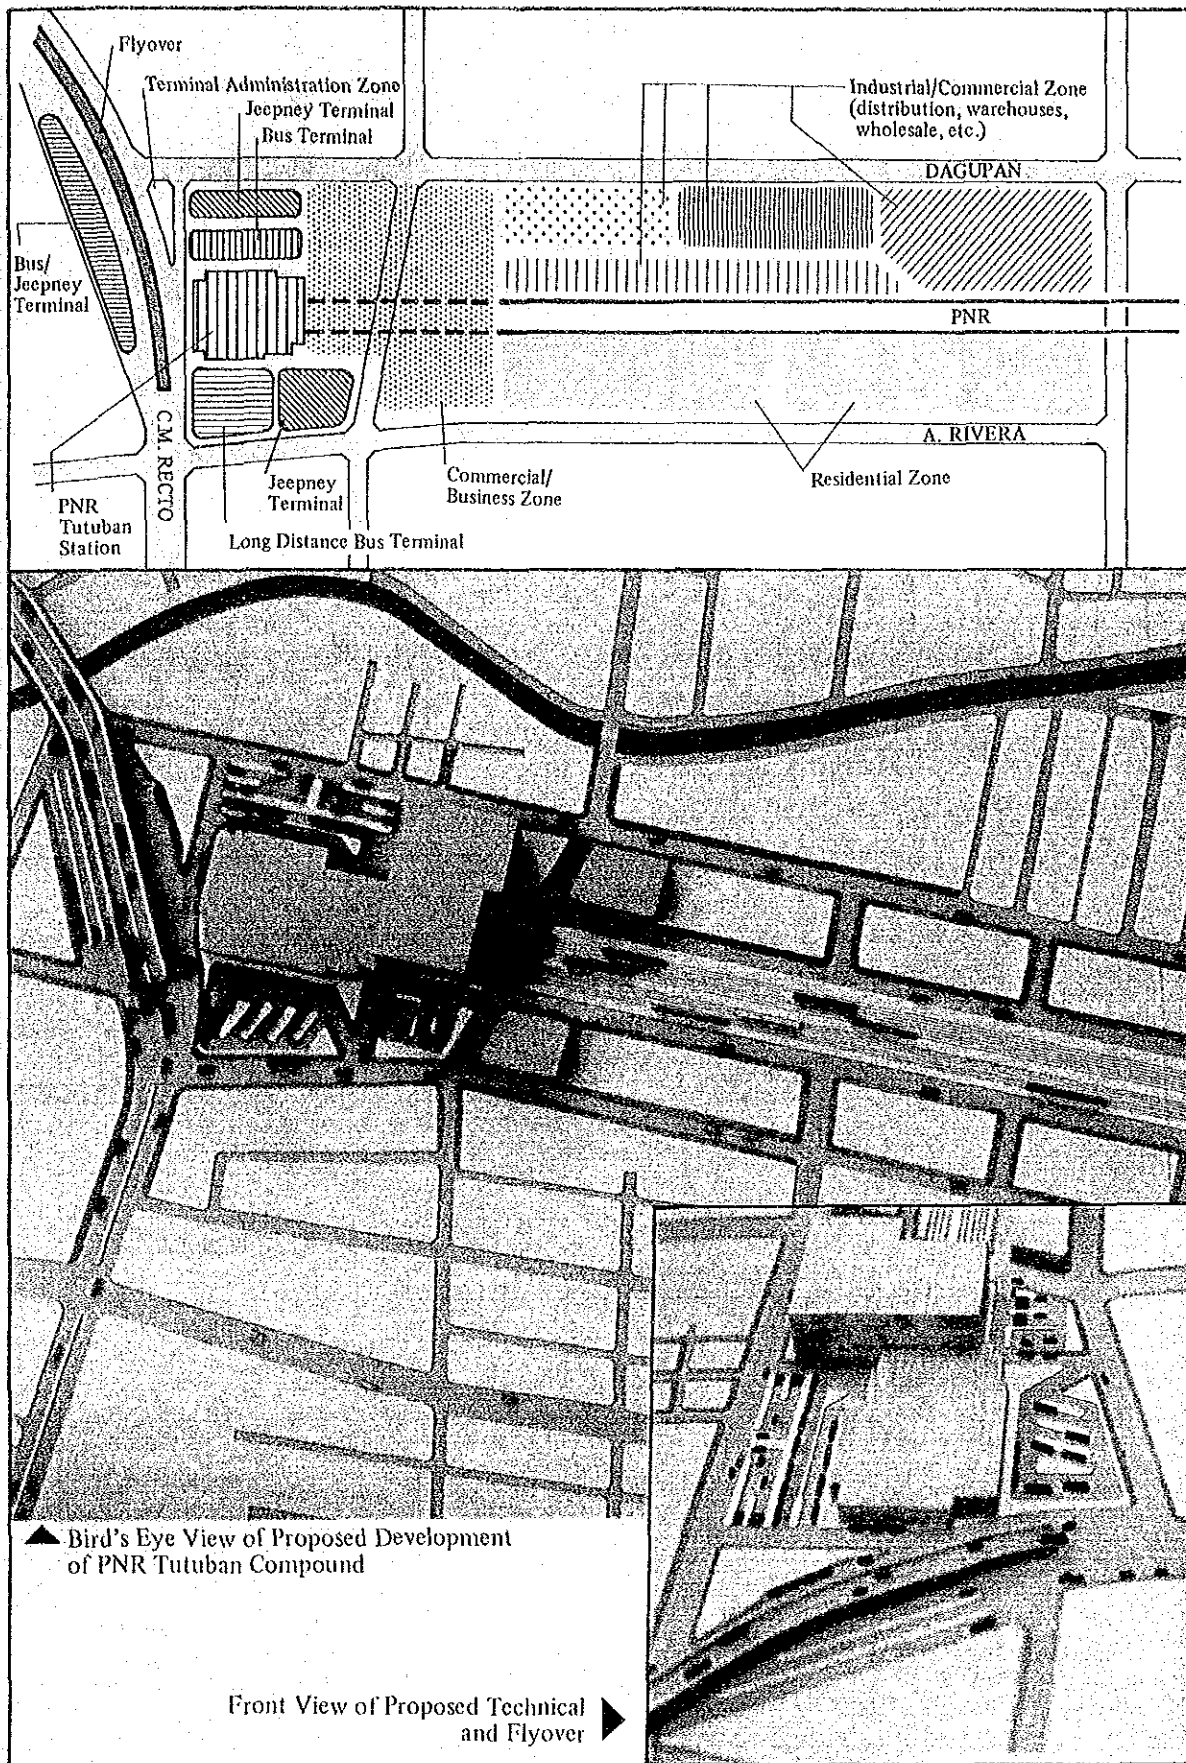 Flyover
Terminal Administration Zone
Jeepney Terminal
Bus Terminal
Industrial/Commercial Zone
(distribution, warehouses,
wholesale, etc.)
DAGUPAN
Bus/
Jeepney
Terminal
PNR
C.M. RECTO
A. RIVERA
PNR
Tutuban
Station
Jeepney
Terminal
Long Distance Bus Terminal
Commercial/
Business Zone
Residential Zone
Bird's Eye View of Proposed Development
of PNR Tutuban Compound
Front View of Proposed Technical
and Flyover